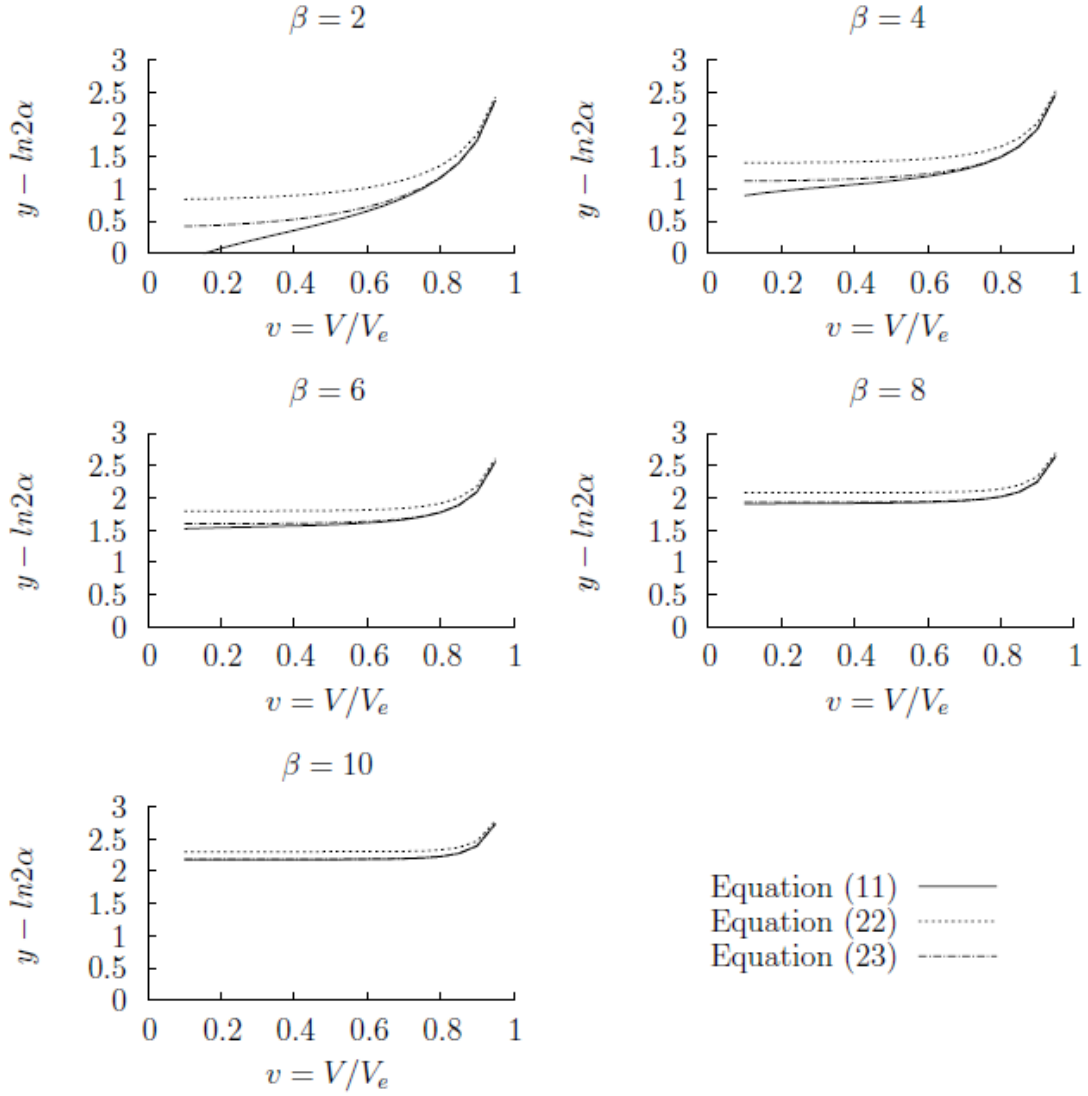 β = 2
3
2.5
2
1.5
1
0.5
0
y − ln2α
0 0.2 0.4 0.6 0.8 1
v = V/V_e
β = 4
3
2.5
2
1.5
1
0.5
0
y − ln2α
0 0.2 0.4 0.6 0.8 1
v = V/V_e
β = 6
3
2.5
2
1.5
1
0.5
0
y − ln2α
0 0.2 0.4 0.6 0.8 1
v = V/V_e
β = 8
3
2.5
2
1.5
1
0.5
0
y − ln2α
0 0.2 0.4 0.6 0.8 1
v = V/V_e
β = 10
3
2.5
2
1.5
1
0.5
0
y − ln2α
0 0.2 0.4 0.6 0.8 1
v = V/V_e
Equation (11)
Equation (22)
Equation (23)